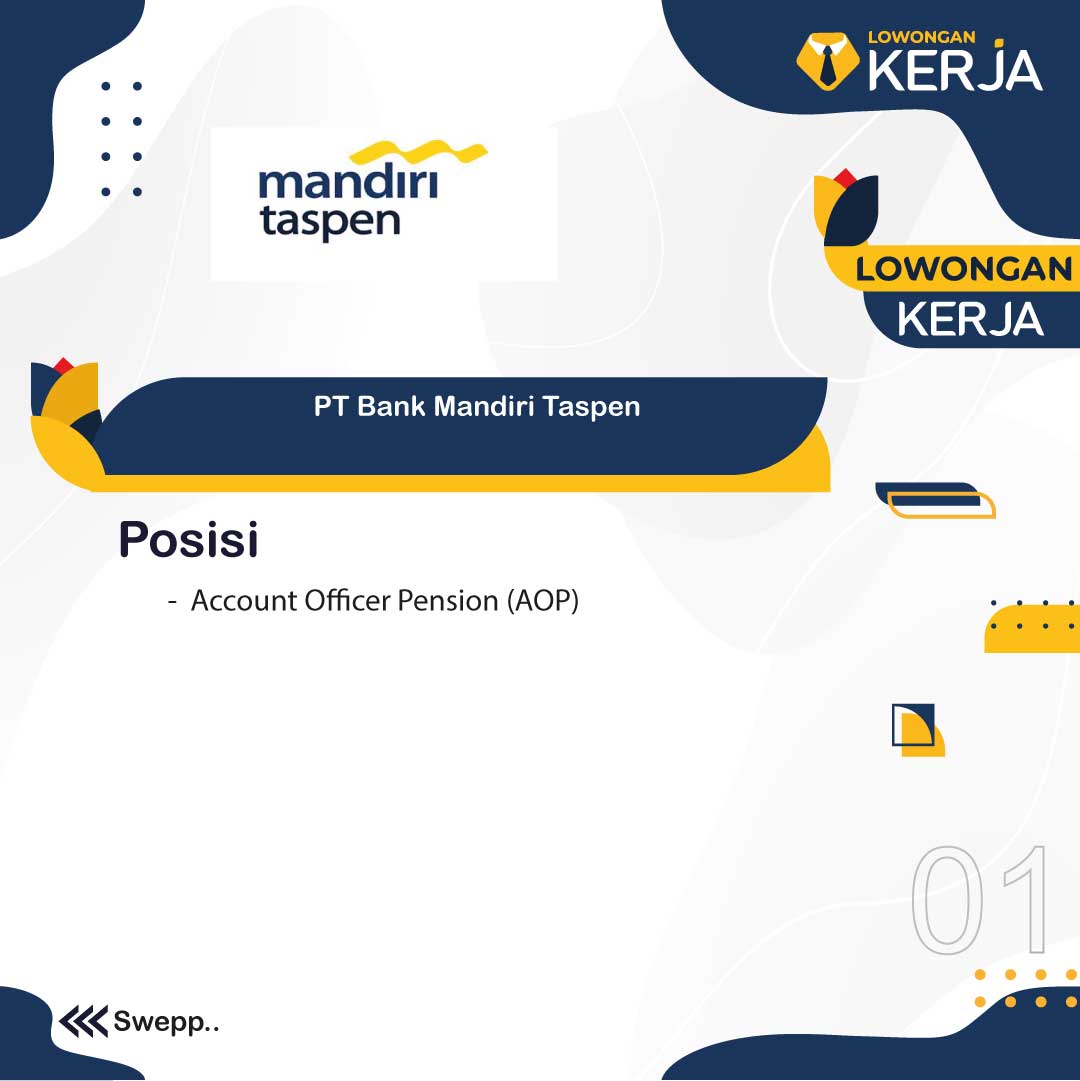 LOWONGAN
KERJA
mandiri
taspen
LOWONGAN
KERJA
PT Bank Mandiri Taspen
Posisi
- Account Officer Pension (AOP)
01
Swepp..